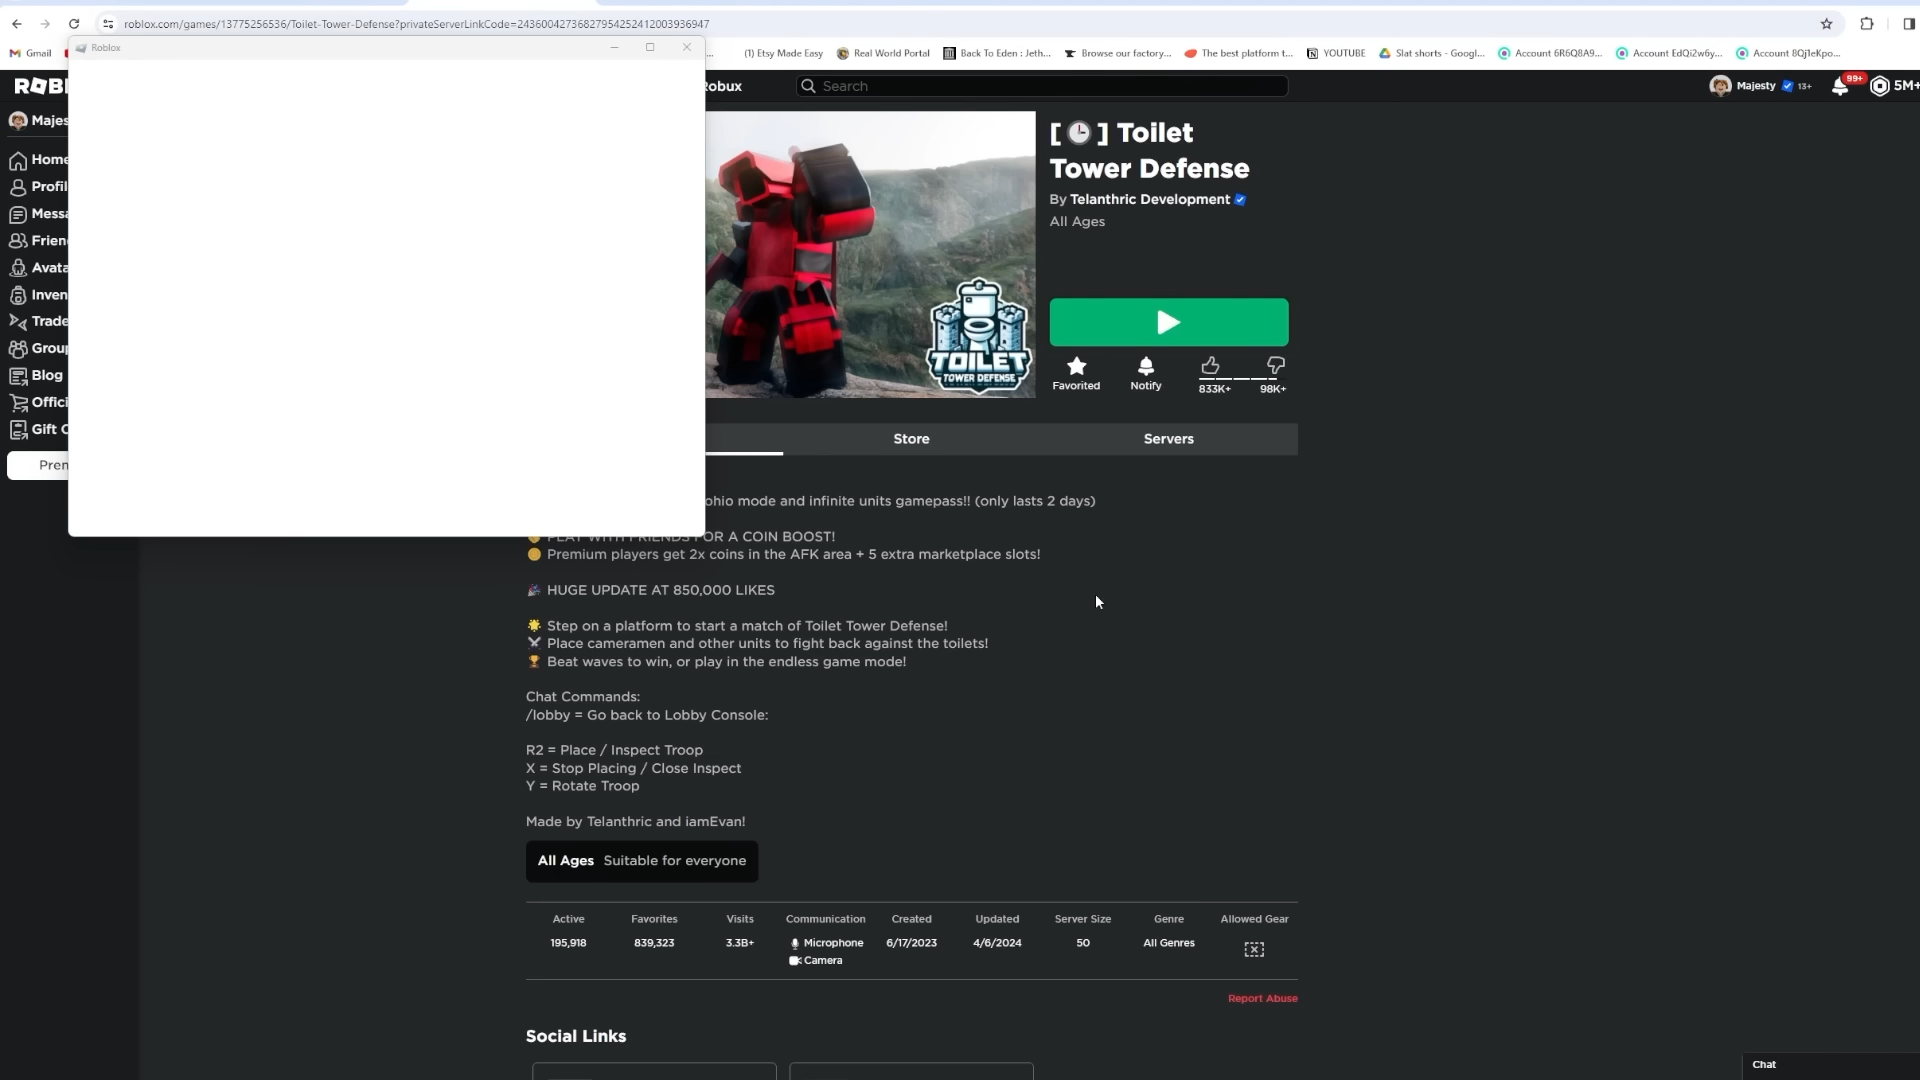 roblox.com/games/13775256536/Toilet-Tower-Defense?privateServerLinkCode=24360042736827954252412003936947
Gmail
(1) Etsy Made Easy
Real World Portal
Back To Eden : Jeth...
Browse our factory...
The best platform t...
YOUTUBE
Slat shorts - Googl...
Account 6R6Q8A9...
Account EdQi2w6y...
Account 8Qj1eKpo...
Roblox
Robux
Search
Majesty 13+
99+
5M+
Majes
Home
Profil
Messa
Frien
Avata
Inven
Trade
Group
Blog
Offici
Gift C
Prem
TOILET
TOWER DEFENSE
[ 🕒 ] Toilet
Tower Defense
By Telanthric Development
All Ages
Favorited
Notify
833K+
98K+
Store
Servers
ohio mode and infinite units gamepass!! (only lasts 2 days)
PLAY WITH FRIENDS FOR A COIN BOOST!
Premium players get 2x coins in the AFK area + 5 extra marketplace slots!
HUGE UPDATE AT 850,000 LIKES
Step on a platform to start a match of Toilet Tower Defense!
Place cameramen and other units to fight back against the toilets!
Beat waves to win, or play in the endless game mode!
Chat Commands:
/lobby = Go back to Lobby Console:
R2 = Place / Inspect Troop
X = Stop Placing / Close Inspect
Y = Rotate Troop
Made by Telanthric and iamEvan!
All Ages Suitable for everyone
Active Favorites Visits Communication Created Updated Server Size Genre Allowed Gear
195,918 839,323 3.3B+ Microphone 6/17/2023 4/6/2024 50 All Genres
Camera
Report Abuse
Social Links
Chat